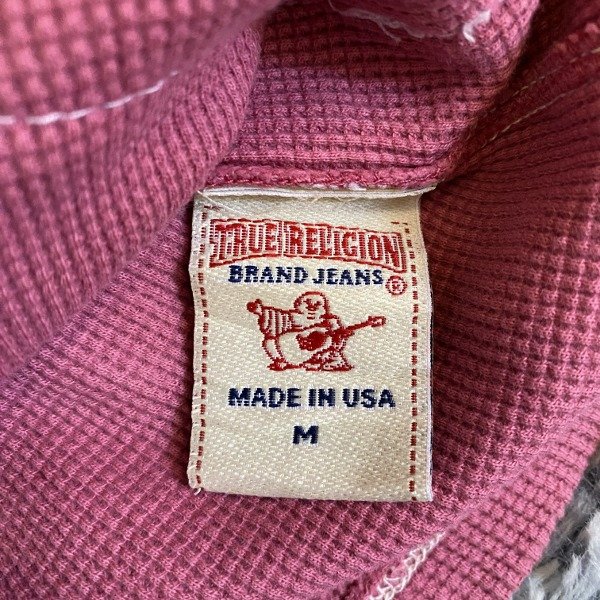 TRUE RELIGION
BRAND JEANS ®
MADE IN USA
M